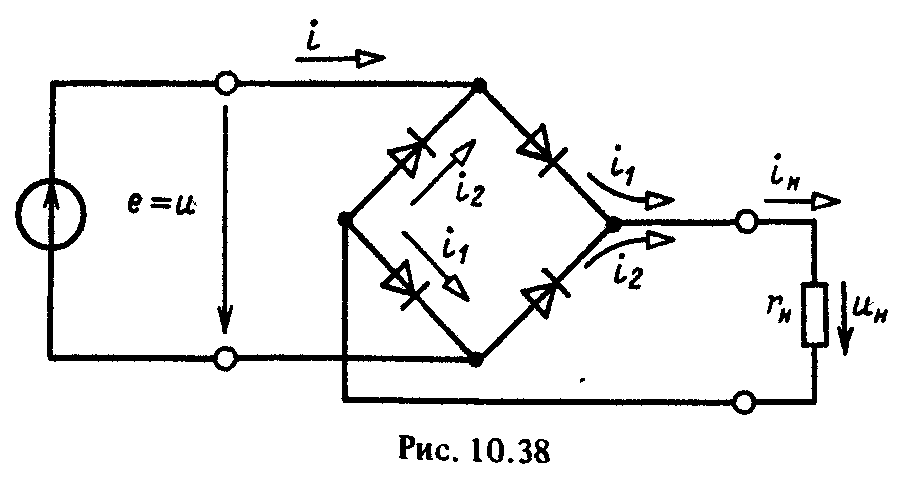 i
e=u
i₂
i₁
i₁
i₂
iн
rн
uн
Рис. 10.38